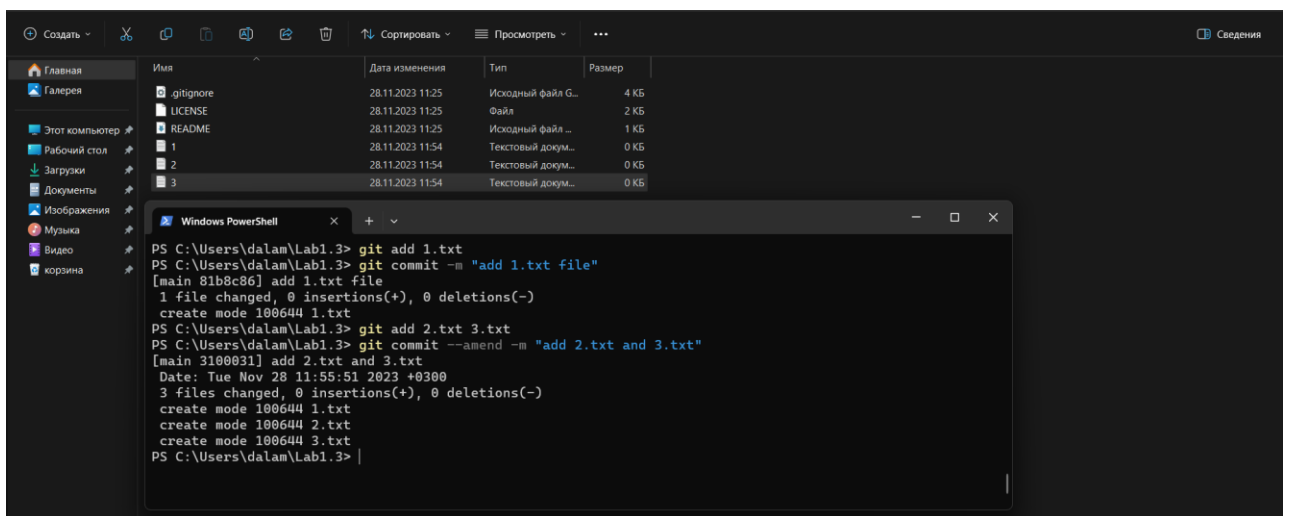 Создать Сортировать Просмотреть ... Сведения
Главная
Галерея
Этот компьютер
Рабочий стол
Загрузки
Документы
Изображения
Музыка
Видео
корзина
Имя Дата изменения Тип Размер
.gitignore 28.11.2023 11:25 Исходный файл G... 4 КБ
LICENSE 28.11.2023 11:25 Файл 2 КБ
README 28.11.2023 11:25 Исходный файл ... 1 КБ
1 28.11.2023 11:54 Текстовый докум... 0 КБ
2 28.11.2023 11:54 Текстовый докум... 0 КБ
3 28.11.2023 11:54 Текстовый докум... 0 КБ
Windows PowerShell
PS C:\Users\dalam\Lab1.3> git add 1.txt
PS C:\Users\dalam\Lab1.3> git commit -m "add 1.txt file"
[main 81b8c86] add 1.txt file
1 file changed, 0 insertions(+), 0 deletions(-)
create mode 100644 1.txt
PS C:\Users\dalam\Lab1.3> git add 2.txt 3.txt
PS C:\Users\dalam\Lab1.3> git commit --amend -m "add 2.txt and 3.txt"
[main 3100031] add 2.txt and 3.txt
Date: Tue Nov 28 11:55:51 2023 +0300
3 files changed, 0 insertions(+), 0 deletions(-)
create mode 100644 1.txt
create mode 100644 2.txt
create mode 100644 3.txt
PS C:\Users\dalam\Lab1.3>